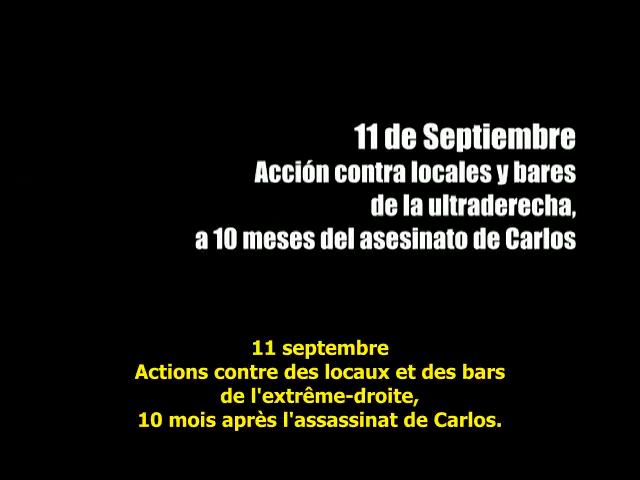 11 de Septiembre
Acción contra locales y bares
de la ultraderecha,
a 10 meses del asesinato de Carlos
11 septembre
Actions contre des locaux et des bars
de l'extrême-droite,
10 mois après l'assassinat de Carlos.